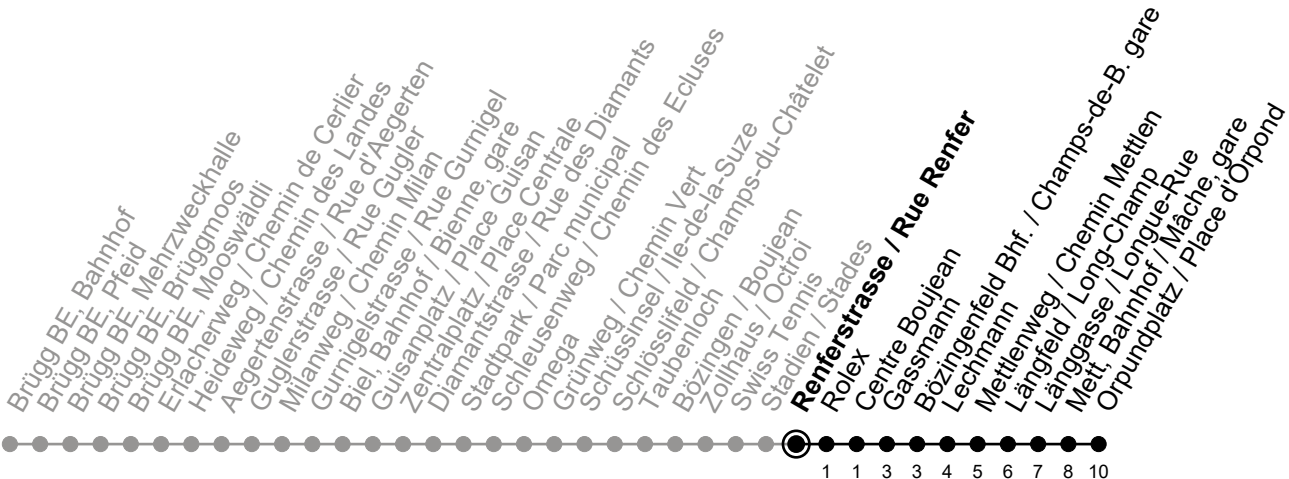 Brügg BE, Bahnhof
Brügg BE, Pfeid
Brügg BE, Mehrzweckhalle
Brügg BE, Brüggmoos
Brügg BE, Mooswäldli
Erlacherweg / Chemin de Cerlier
Heideweg / Chemin des Landes
Aegertenstrasse / Rue d'Aegerten
Guglerstrasse / Rue Gugler
Milanweg / Chemin Milan
Gurnigelstrasse / Rue Gurnigel
Biel, Bahnhof / Bienne, gare
Guisanplatz / Place Guisan
Zentralplatz / Place Centrale
Diamantstrasse / Rue des Diamants
Stadtpark / Parc municipal
Schleusenweg / Chemin des Ecluses
Omega
Grünweg / Chemin Vert
Schüssinsel / Ile-de-la-Suze
Schlösslifeld / Champs-du-Châtelet
Taubenloch
Bözingen / Boujean
Zollhaus / Octroi
Swiss Tennis
Stadien / Stades
Renferstrasse / Rue Renfer
Rolex
Centre Boujean
Gassmann
Bözingenfeld Bhf. / Champs-de-B. gare
Lechmann
Mettlenweg / Chemin Mettlen
Längfeld / Long-Champ
Länggasse / Longue-Rue
Mett, Bahnhof / Mâche, gare
Orpundplatz / Place d'Orpond
1 1 3 3 4 5 6 7 8 10